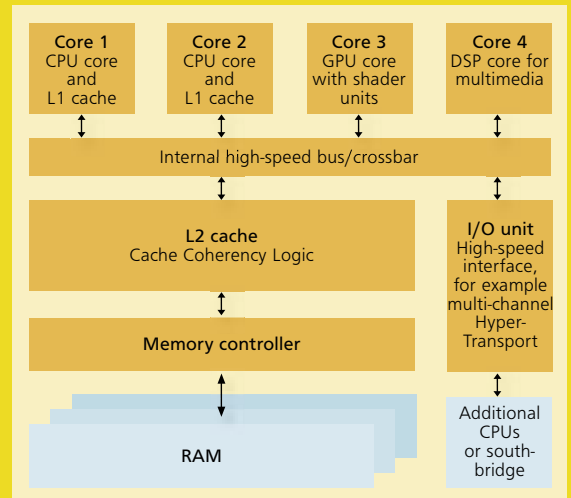 Core 1
CPU core
and
L1 cache
Core 2
CPU core
and
L1 cache
Core 3
GPU core
with shader
units
Core 4
DSP core for
multimedia
Internal high-speed bus/crossbar
L2 cache
Cache Coherency Logic
I/O unit
High-speed
interface,
for example
multi-channel
Hyper-
Transport
Memory controller
RAM
Additional
CPUs
or south-
bridge